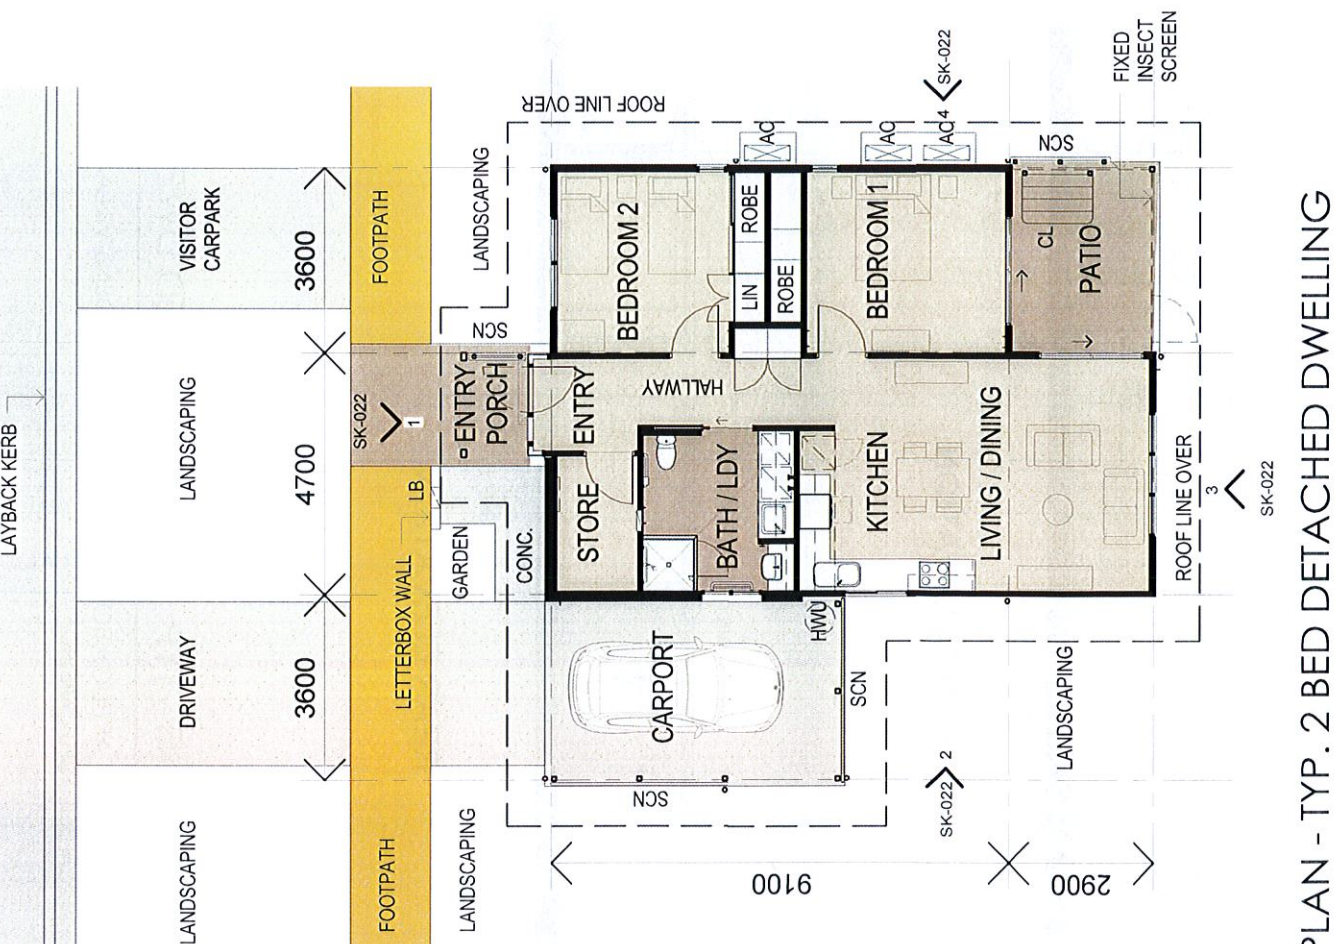 LAYBACK KERB
VISITOR
CARPARK
LANDSCAPING
DRIVEWAY
LANDSCAPING
3600
4700
3600
FOOTPATH
SK-022
1
LB
LETTERBOX WALL
FOOTPATH
LANDSCAPING
SCN
ENTRY
PORCH
GARDEN
CONC.
LANDSCAPING
ROOF LINE OVER
BEDROOM 2
ENTRY
STORE
HALLWAY
ROBE
LIN
ROBE
BATH / LDY
CARPORT
SCN
AC
AC
AC
4
SK-022
BEDROOM 1
KITCHEN
LIVING / DINING
HWU
SCN
SCN
CL
PATIO
FIXED
INSECT
SCREEN
LANDSCAPING
SK-022
2
9100
2900
ROOF LINE OVER
3
SK-022
PLAN - TYP. 2 BED DETACHED DWELLING